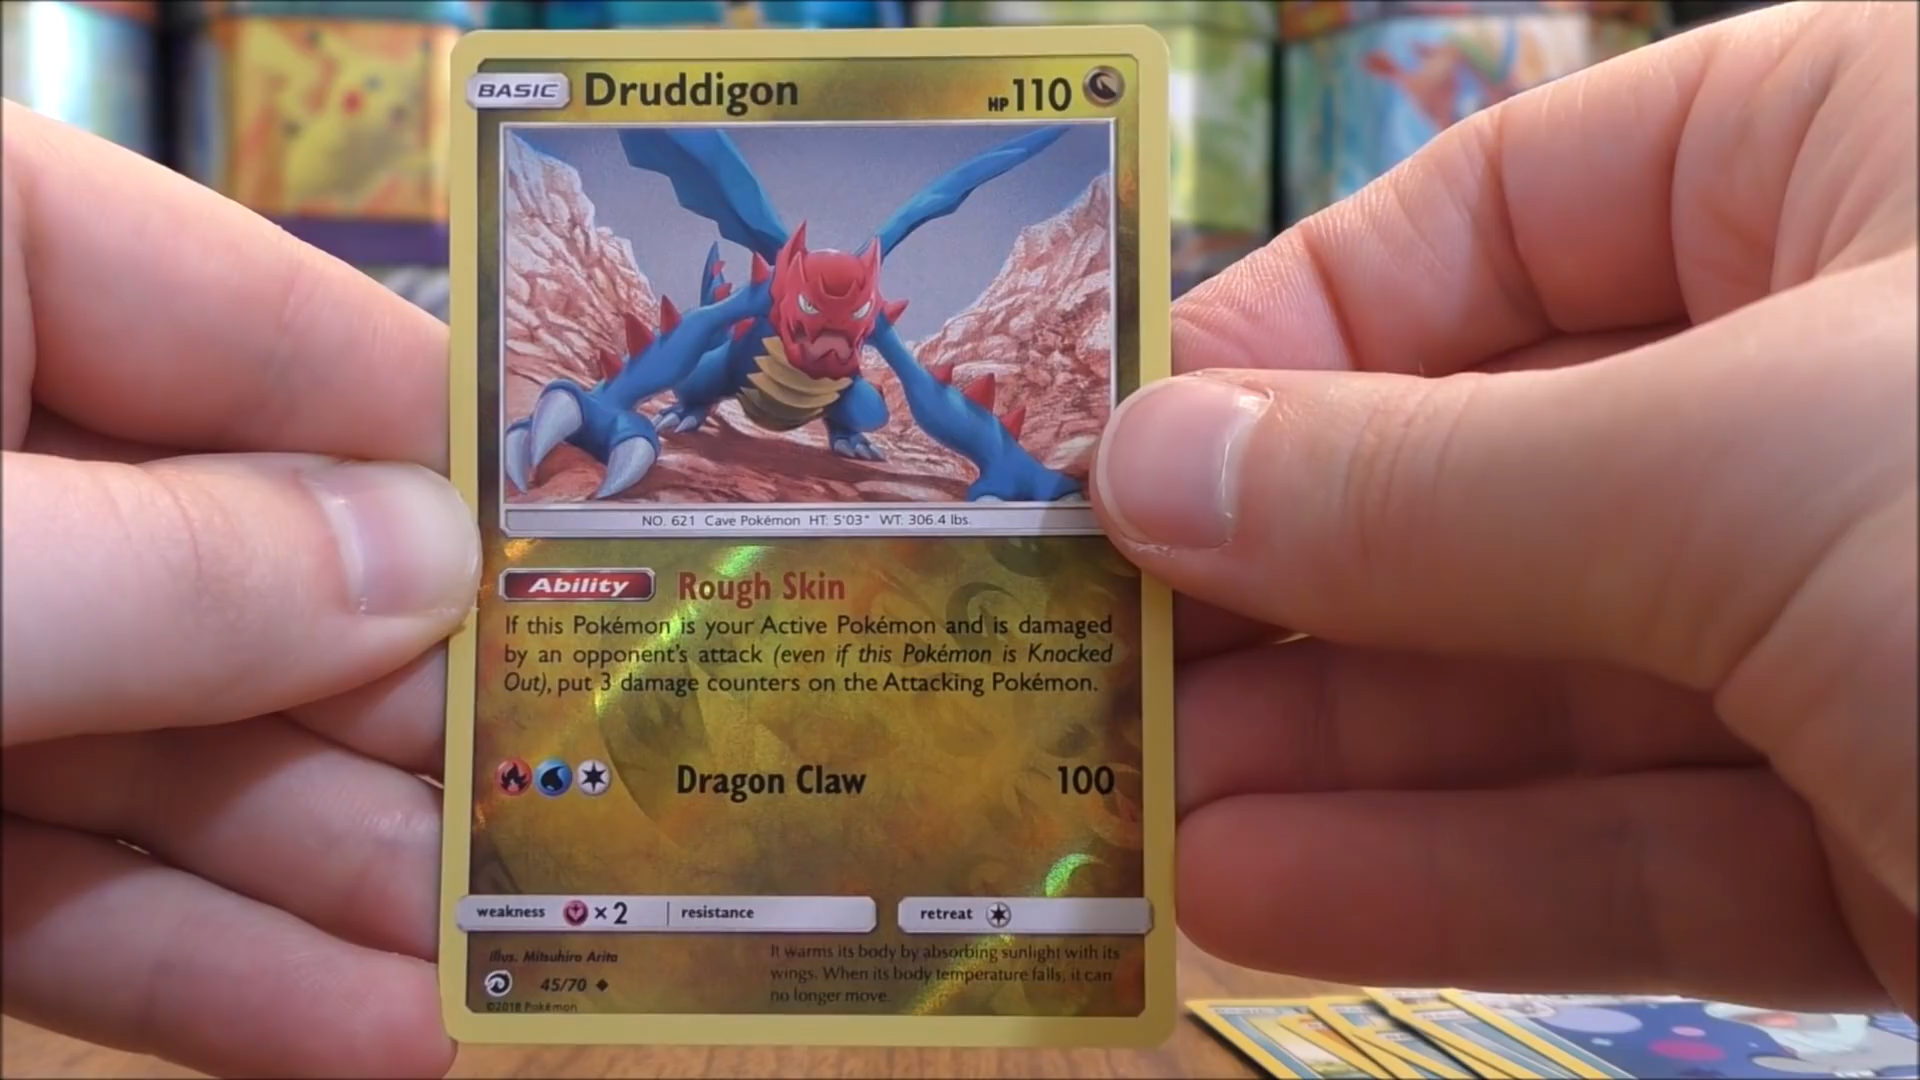 BASIC Druddigon HP 110
NO. 621 Cave Pokémon HT: 5'03" WT: 306.4 lbs.
Ability Rough Skin
If this Pokémon is your Active Pokémon and is damaged
by an opponent's attack (even if this Pokémon is Knocked
Out), put 3 damage counters on the Attacking Pokémon.
Dragon Claw 100
weakness × 2 resistance retreat
Illus. Mitsuhiro Arita
45/70
©2018 Pokémon
It warms its body by absorbing sunlight with its
wings. When its body temperature falls, it can
no longer move.